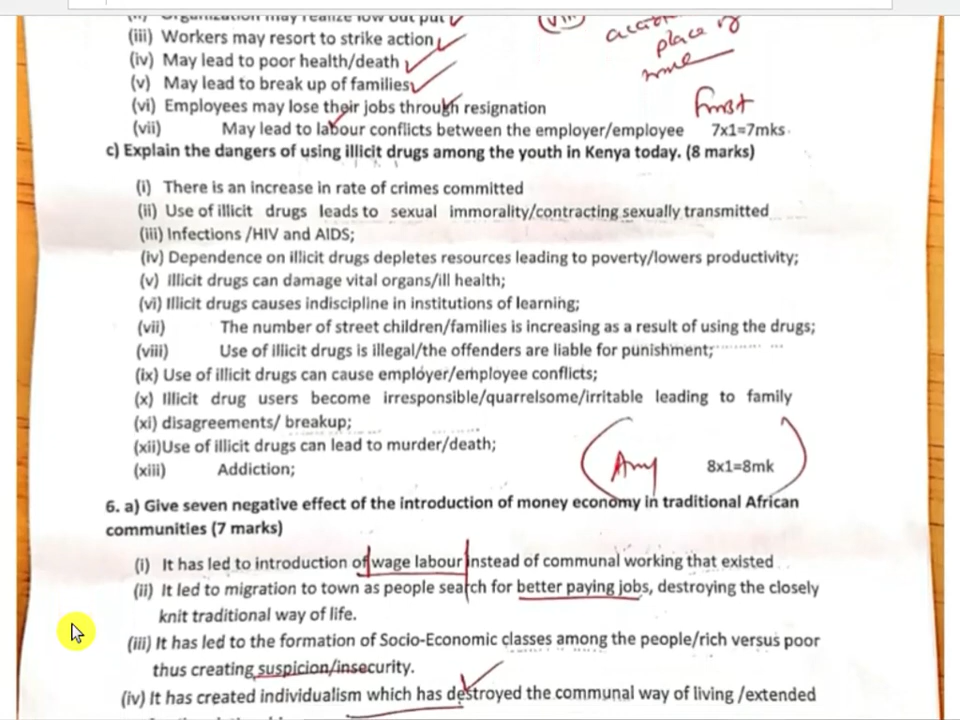 Organization may realize low out put
(iii) Workers may resort to strike action
(iv) May lead to poor health/death
(v) May lead to break up of families
(vi) Employees may lose their jobs through resignation
(vii) May lead to labour conflicts between the employer/employee 7x1=7mks
(viii)
place of
First
c) Explain the dangers of using illicit drugs among the youth in Kenya today. (8 marks)
(i) There is an increase in rate of crimes committed
(ii) Use of illicit drugs leads to sexual immorality/contracting sexually transmitted
(iii) Infections /HIV and AIDS;
(iv) Dependence on illicit drugs depletes resources leading to poverty/lowers productivity;
(v) Illicit drugs can damage vital organs/ill health;
(vi) Illicit drugs causes indiscipline in institutions of learning;
(vii) The number of street children/families is increasing as a result of using the drugs;
(viii) Use of illicit drugs is illegal/the offenders are liable for punishment;
(ix) Use of illicit drugs can cause employer/employee conflicts;
(x) Illicit drug users become irresponsible/quarrelsome/irritable leading to family
(xi) disagreements/ breakup;
(xii)Use of illicit drugs can lead to murder/death;
(xiii) Addiction;
Any 8x1=8mk
6. a) Give seven negative effect of the introduction of money economy in traditional African
communities (7 marks)
(i) It has led to introduction of wage labour instead of communal working that existed
(ii) It led to migration to town as people search for better paying jobs, destroying the closely
knit traditional way of life.
(iii) It has led to the formation of Socio-Economic classes among the people/rich versus poor
thus creating suspicion/insecurity.
(iv) It has created individualism which has destroyed the communal way of living /extended